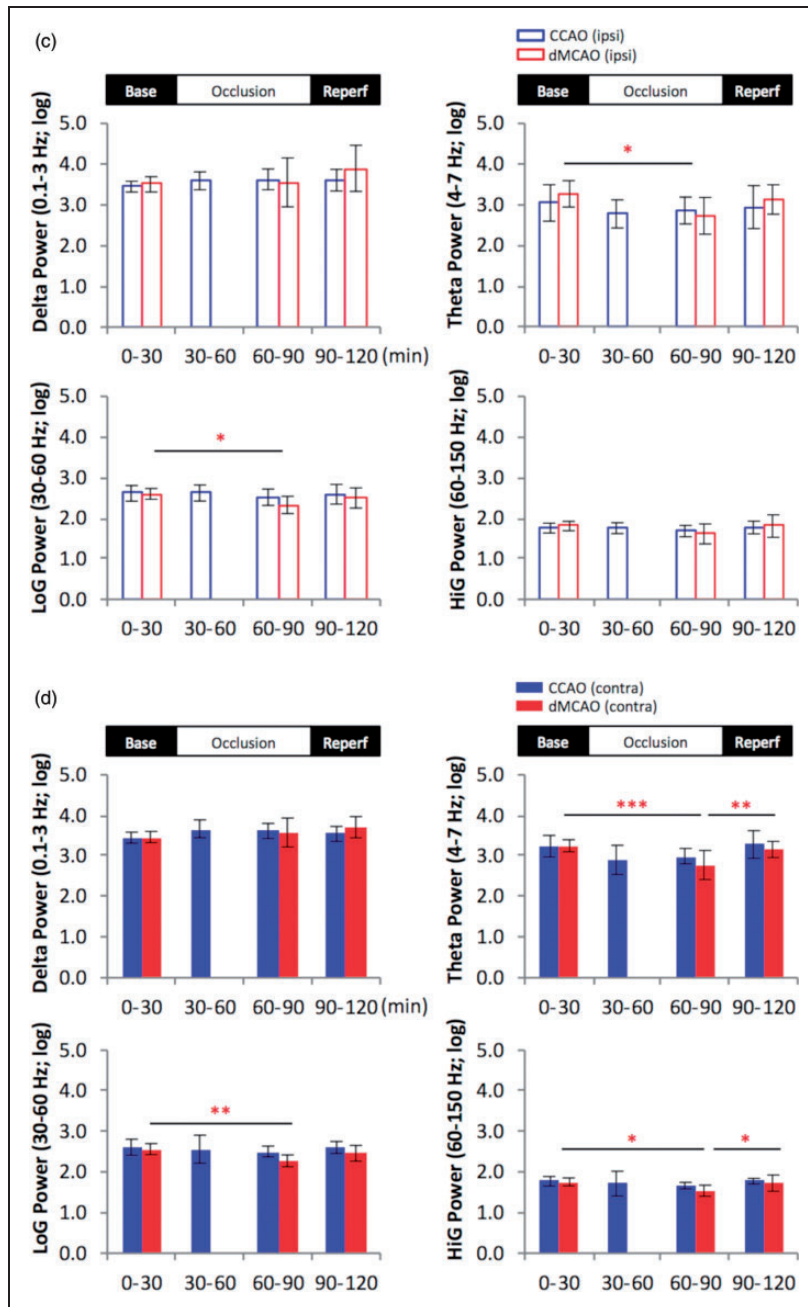 (c)
CCAO (ipsi)
dMCAO (ipsi)
Base Occlusion Reperf
Delta Power (0.1-3 Hz; log)
5.0
4.0
3.0
2.0
1.0
0.0
0-30 30-60 60-90 90-120 (min)
Base Occlusion Reperf
Theta Power (4-7 Hz; log)
5.0
4.0
3.0
2.0
1.0
0.0
*
0-30 30-60 60-90 90-120
LoG Power (30-60 Hz; log)
5.0
4.0
3.0
2.0
1.0
0.0
*
0-30 30-60 60-90 90-120
HiG Power (60-150 Hz; log)
5.0
4.0
3.0
2.0
1.0
0.0
0-30 30-60 60-90 90-120
(d)
CCAO (contra)
dMCAO (contra)
Base Occlusion Reperf
Delta Power (0.1-3 Hz; log)
5.0
4.0
3.0
2.0
1.0
0.0
0-30 30-60 60-90 90-120 (min)
Base Occlusion Reperf
Theta Power (4-7 Hz; log)
5.0
4.0
3.0
2.0
1.0
0.0
*** **
0-30 30-60 60-90 90-120
LoG Power (30-60 Hz; log)
5.0
4.0
3.0
2.0
1.0
0.0
**
0-30 30-60 60-90 90-120
HiG Power (60-150 Hz; log)
5.0
4.0
3.0
2.0
1.0
0.0
* *
0-30 30-60 60-90 90-120